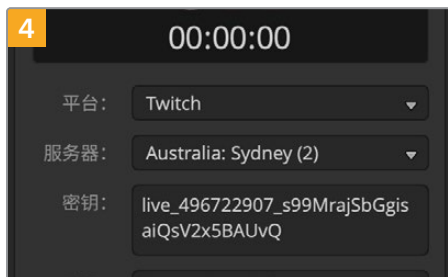 4
00:00:00
平台： Twitch
服务器： Australia: Sydney (2)
密钥： live_496722907_s99MrajSbGgis
aiQsV2x5BAUvQ